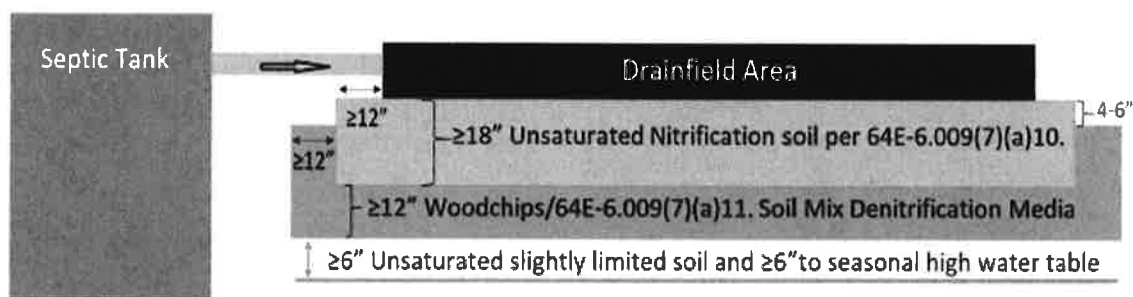 Septic Tank
Drainfield Area
≥12"
4-6"
≥18" Unsaturated Nitrification soil per 64E-6.009(7)(a)10.
≥12"
≥12" Woodchips/64E-6.009(7)(a)11. Soil Mix Denitrification Media
≥6" Unsaturated slightly limited soil and ≥6"to seasonal high water table